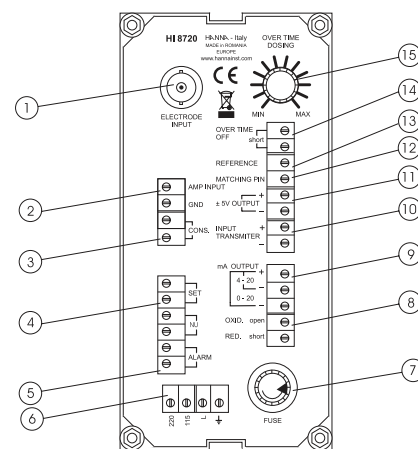 HI 8720 HANNA - Italy
MADE in ROMANIA
EUROPE
www.hannainst.com
OVER TIME
DOSING
CE
MIN MAX
ELECTRODE
INPUT
OVER TIME
OFF
short
REFERENCE
MATCHING PIN
+
± 5V OUTPUT
−
INPUT
TRANSMITER
+
−
AMP INPUT
GND
CONS.
mA OUTPUT
+
4 - 20
−
0 - 20
−
OXID. open
RED. short
SET
NU
ALARM
220
115
L
FUSE
1
2
3
4
5
6
7
8
9
10
11
12
13
14
15